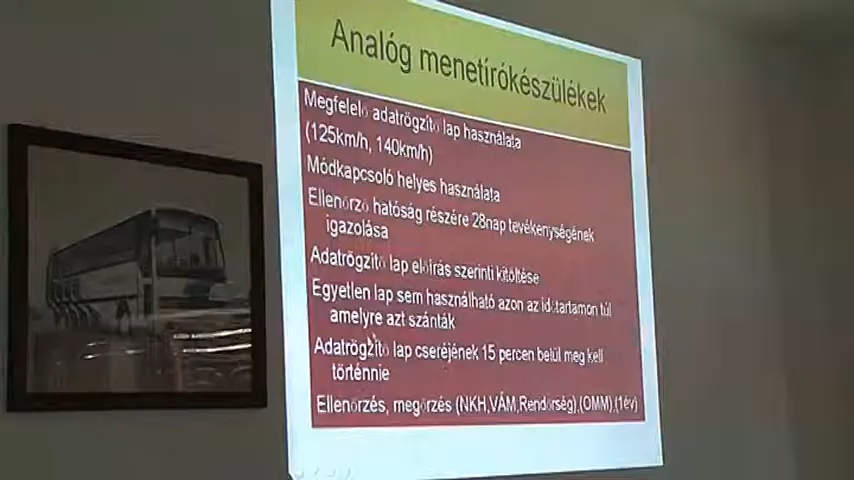 Analóg menetírókészülékek
Megfelelő adatrögzítő lap használata
(125km/h, 140km/h)
Módkapcsoló helyes használata
Ellenőrző hatóság részére 28nap tevékenységének
igazolása
Adatrögzítő lap előírás szerinti kitöltése
Egyetlen lap sem használható azon az időtartamon túl
amelyre azt szánták
Adatrögzítő lap cseréjének 15 percen belül meg kell
történnie
Ellenőrzés, megőrzés (NKH,VÁM,Rendőrség),(OMM),(1év)